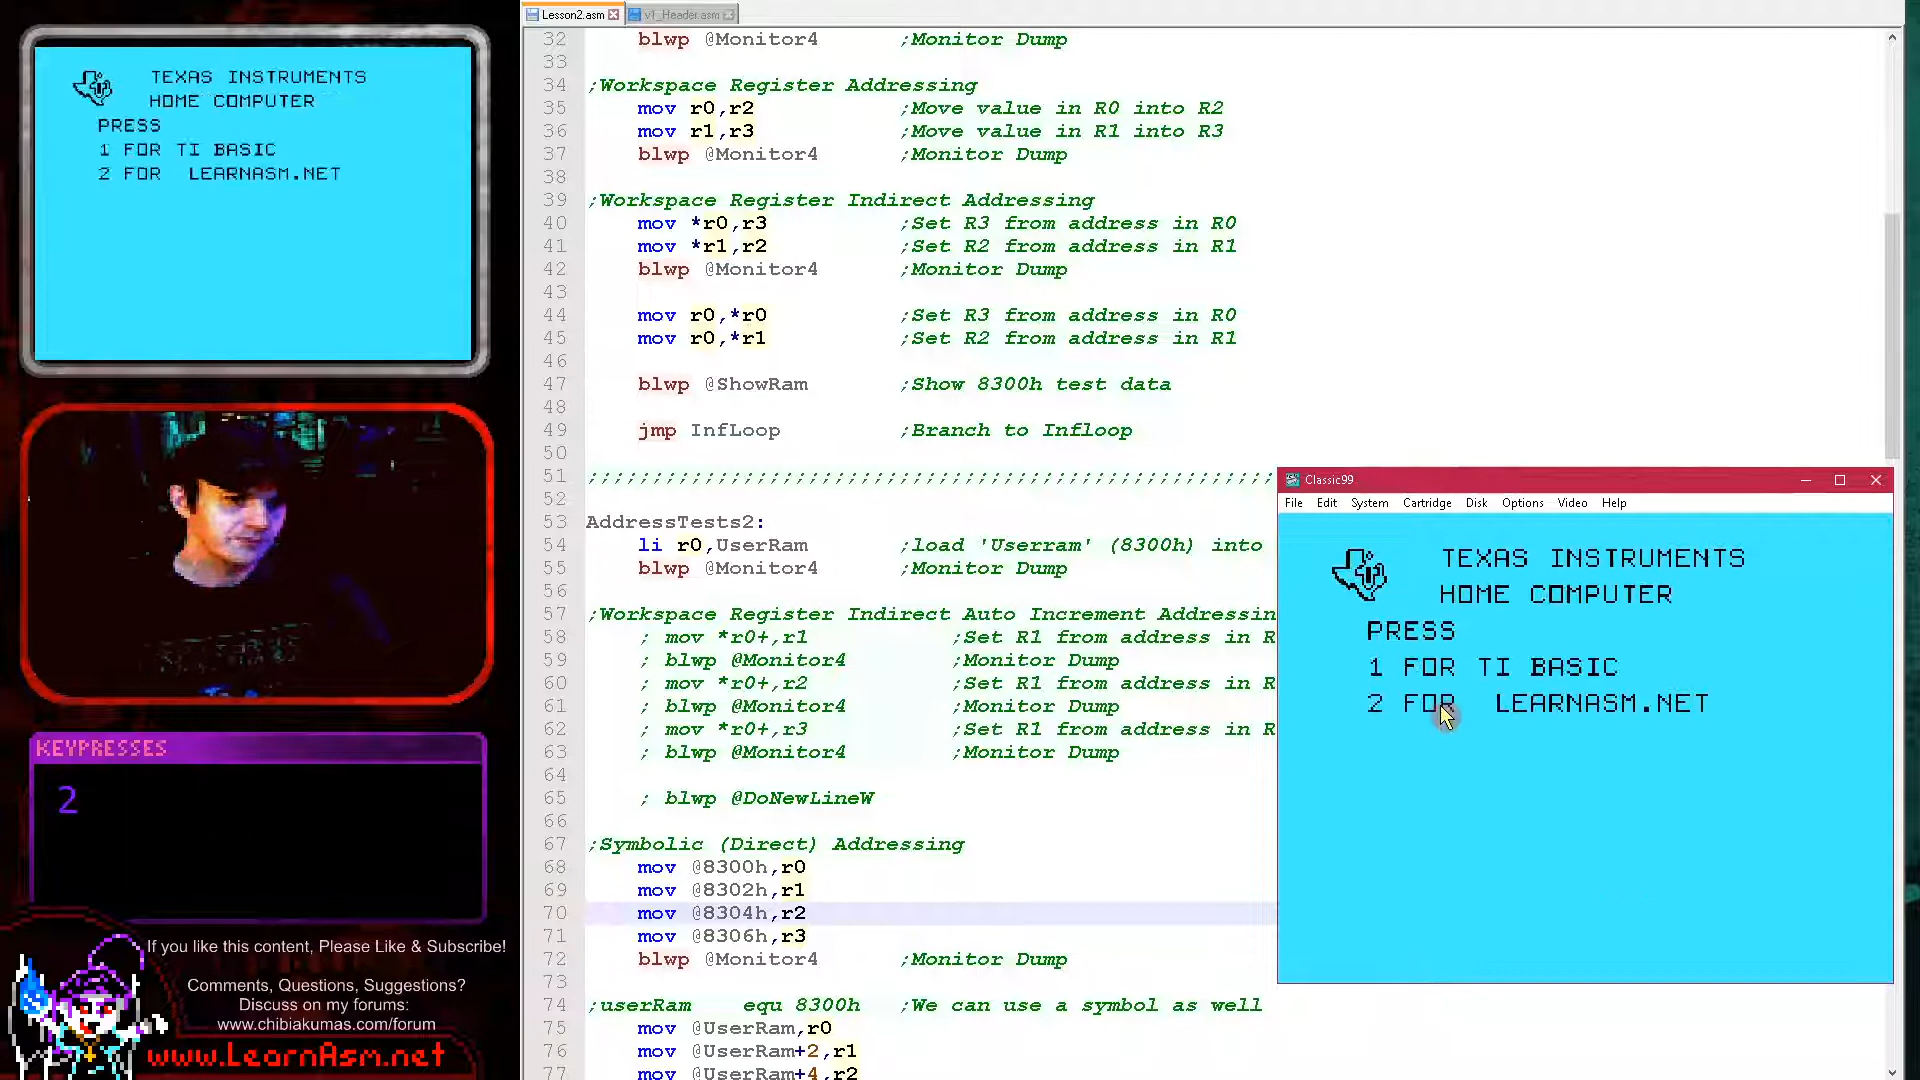 TEXAS INSTRUMENTS
HOME COMPUTER
PRESS
1 FOR TI BASIC
2 FOR LEARNASM.NET
KEYPRESSES
2
If you like this content, Please Like & Subscribe!
Comments, Questions, Suggestions?
Discuss on my forums:
www.chibiakumas.com/forum
www.LearnAsm.net
Lesson2.asm
v1_Header.asm
32 blwp @Monitor4 ;Monitor Dump
33
34 ;Workspace Register Addressing
35 mov r0,r2 ;Move value in R0 into R2
36 mov r1,r3 ;Move value in R1 into R3
37 blwp @Monitor4 ;Monitor Dump
38
39 ;Workspace Register Indirect Addressing
40 mov *r0,r3 ;Set R3 from address in R0
41 mov *r1,r2 ;Set R2 from address in R1
42 blwp @Monitor4 ;Monitor Dump
43
44 mov r0,*r0 ;Set R3 from address in R0
45 mov r0,*r1 ;Set R2 from address in R1
46
47 blwp @ShowRam ;Show 8300h test data
48
49 jmp InfLoop ;Branch to Infloop
50
51 ;;;;;;;;;;;;;;;;;;;;;;;;;;;;;;;;;;;;;;;;;;;;;;;;;;;;
52
53 AddressTests2:
54 li r0,UserRam ;load 'Userram' (8300h) into
55 blwp @Monitor4 ;Monitor Dump
56
57 ;Workspace Register Indirect Auto Increment Addressin
58 ; mov *r0+,r1 ;Set R1 from address in R
59 ; blwp @Monitor4 ;Monitor Dump
60 ; mov *r0+,r2 ;Set R1 from address in R
61 ; blwp @Monitor4 ;Monitor Dump
62 ; mov *r0+,r3 ;Set R1 from address in R
63 ; blwp @Monitor4 ;Monitor Dump
64
65 ; blwp @DoNewLineW
66
67 ;Symbolic (Direct) Addressing
68 mov @8300h,r0
69 mov @8302h,r1
70 mov @8304h,r2
71 mov @8306h,r3
72 blwp @Monitor4 ;Monitor Dump
73
74 ;userRam equ 8300h ;We can use a symbol as well
75 mov @UserRam,r0
76 mov @UserRam+2,r1
77 mov @UserRam+4,r2
Classic99
File Edit System Cartridge Disk Options Video Help
TEXAS INSTRUMENTS
HOME COMPUTER
PRESS
1 FOR TI BASIC
2 FOR LEARNASM.NET